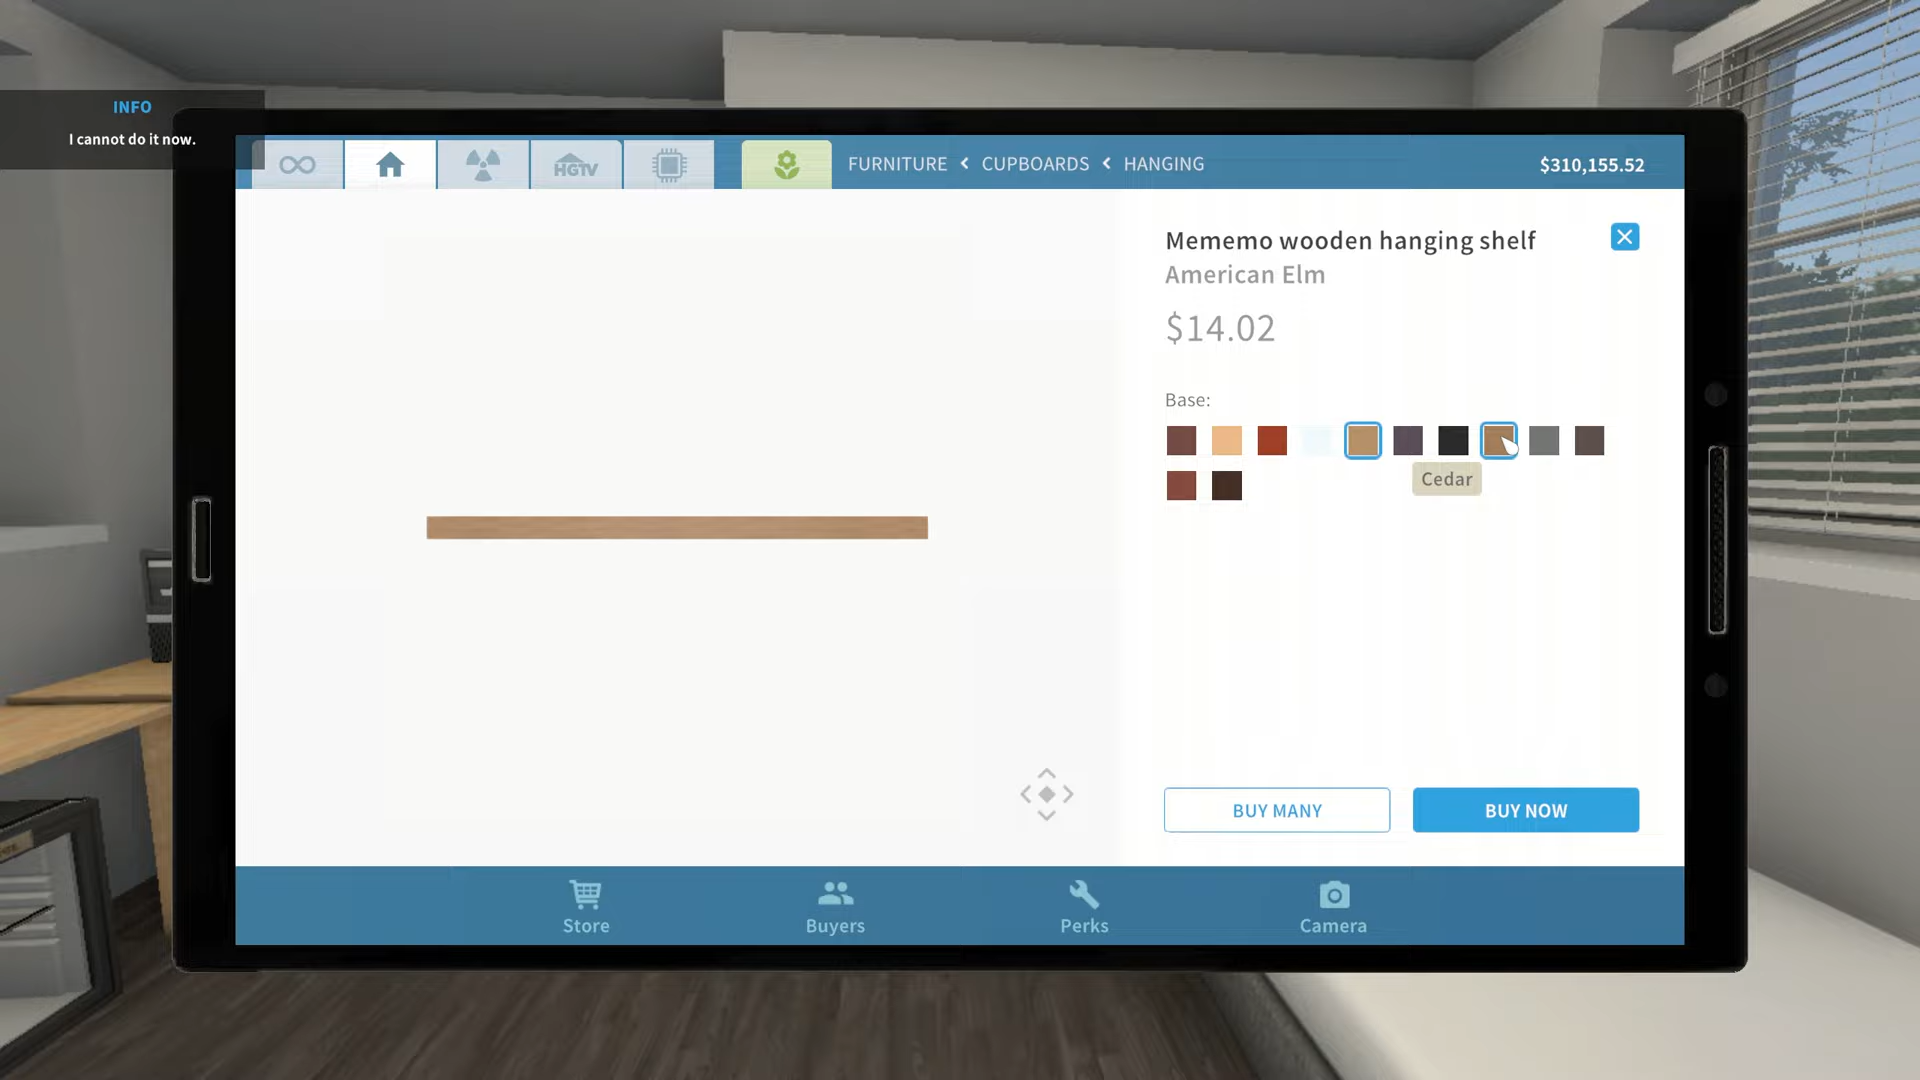 INFO
I cannot do it now.
HGTV
FURNITURE < CUPBOARDS < HANGING
$310,155.52
Mememo wooden hanging shelf
American Elm
$14.02
Base:
Cedar
BUY MANY
BUY NOW
Store
Buyers
Perks
Camera